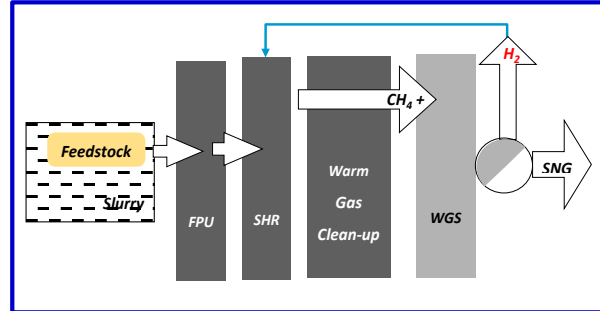 H2
CH4 +
Feedstock
SNG
Warm
Slurry
FPU
SHR
Gas
WGS
Clean-up